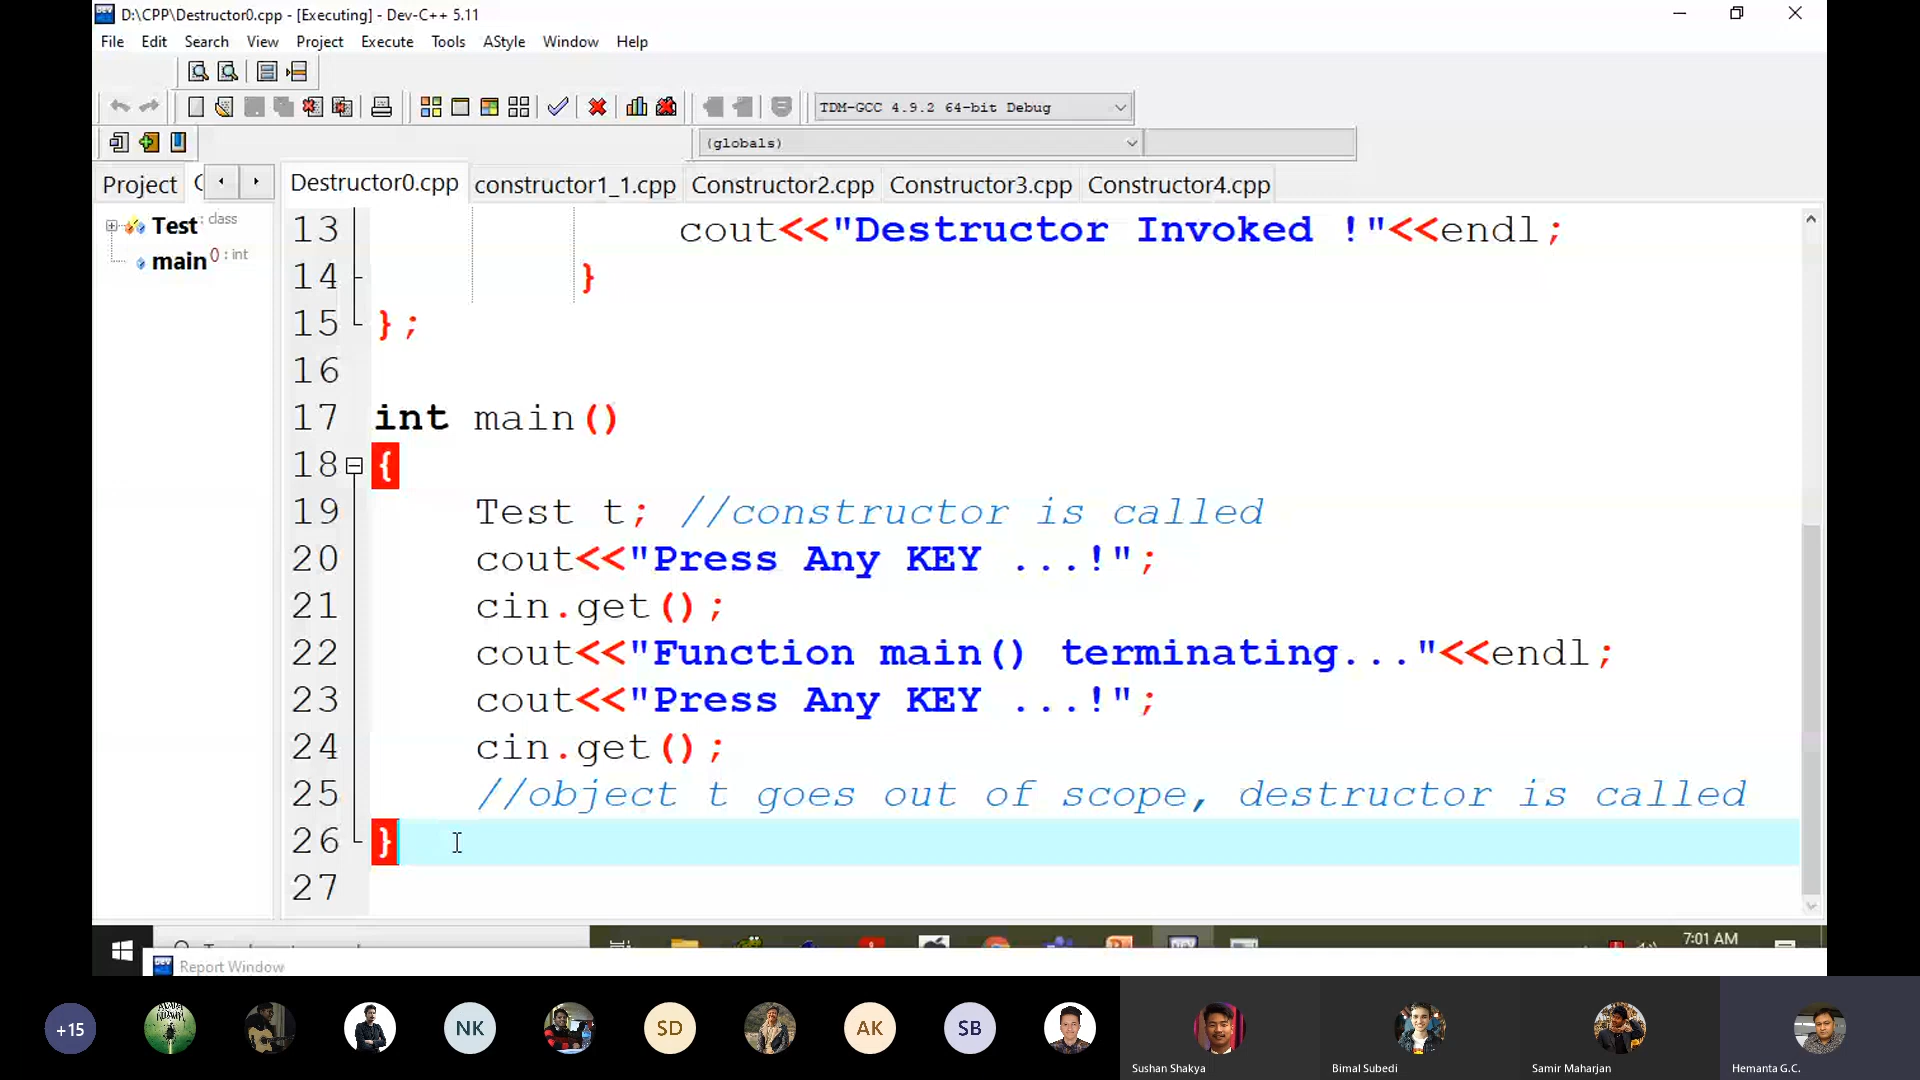 D:\CPP\Destructor0.cpp - [Executing] - Dev-C++ 5.11
File Edit Search View Project Execute Tools AStyle Window Help
TDM-GCC 4.9.2 64-bit Debug
(globals)
Project Destructor0.cpp constructor1_1.cpp Constructor2.cpp Constructor3.cpp Constructor4.cpp
Test : class
main() : int
13 cout<<"Destructor Invoked !"<<endl;
14 }
15 };
16
17 int main()
18 {
19 Test t; //constructor is called
20 cout<<"Press Any KEY ...!";
21 cin.get();
22 cout<<"Function main() terminating..."<<endl;
23 cout<<"Press Any KEY ...!";
24 cin.get();
25 //object t goes out of scope, destructor is called
26 }
27
7:01 AM
Report Window
+15 NK SD AK SB
Sushan Shakya Bimal Subedi Samir Maharjan Hemanta G.C.